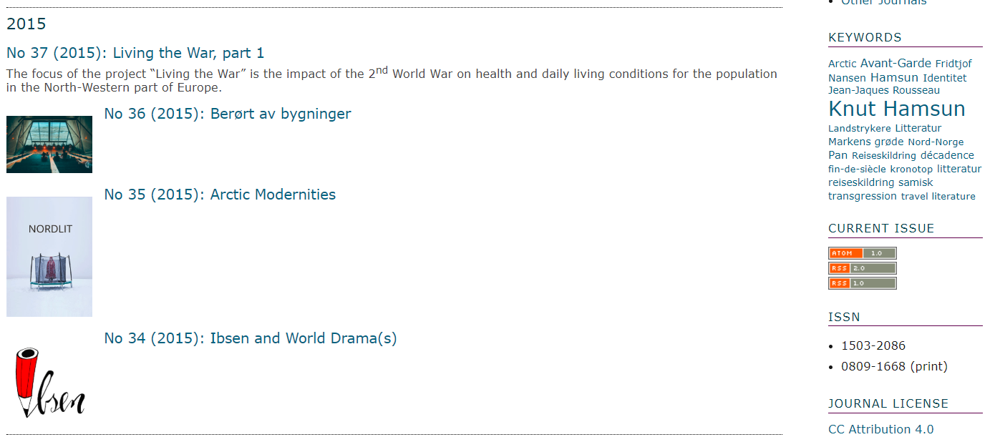 2015
No 37 (2015): Living the War, part 1
The focus of the project “Living the War” is the impact of the 2nd World War on health and daily living conditions for the population
in the North-Western part of Europe.
No 36 (2015): Berørt av bygninger
No 35 (2015): Arctic Modernities
NORDLIT
No 34 (2015): Ibsen and World Drama(s)
Ibsen
Other Journals
KEYWORDS
Arctic Avant-Garde Fridtjof
Nansen Hamsun Identitet
Jean-Jaques Rousseau
Knut Hamsun
Landstrykere Litteratur
Markens grøde Nord-Norge
Pan Reiseskildring décadence
fin-de-siècle kronotop litteratur
reiseskildring samisk
transgression travel literature
CURRENT ISSUE
ATOM 1.0
RSS 2.0
RSS 1.0
ISSN
1503-2086
0809-1668 (print)
JOURNAL LICENSE
CC Attribution 4.0